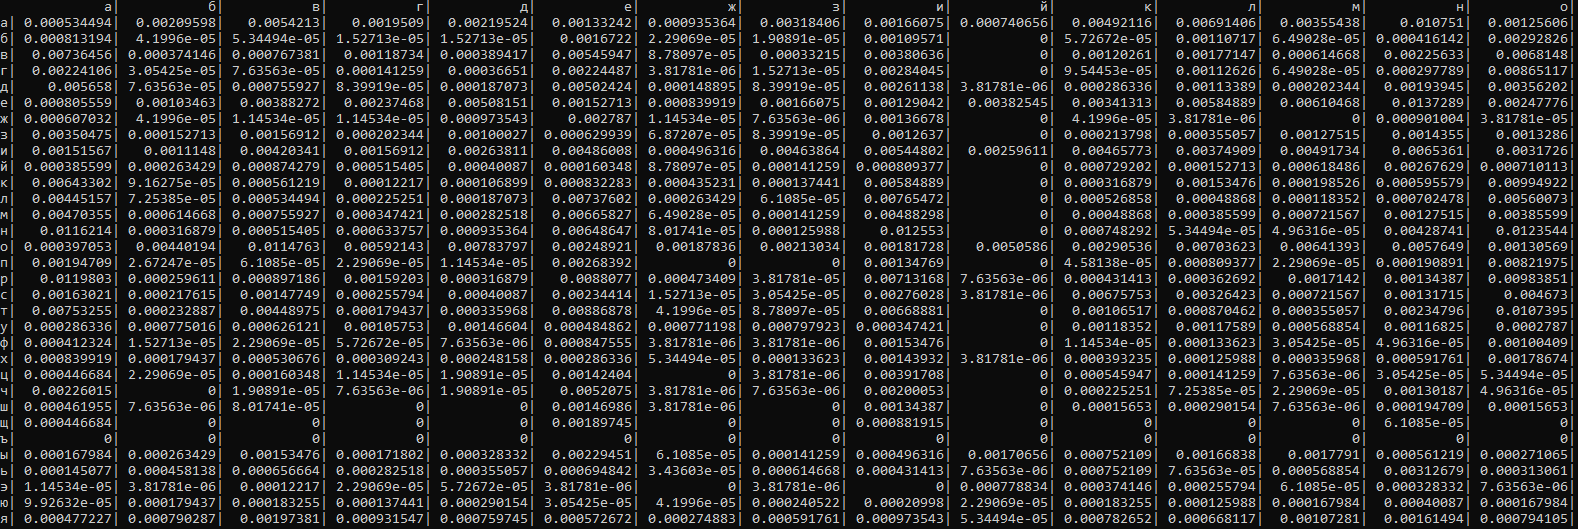 а| б| в| г| д| е| ж| з| и| й| к| л| м| н| о|
а| 0.000534494| 0.00209598| 0.0054213| 0.0019509| 0.00219524| 0.00133242| 0.000935364| 0.00318406| 0.00166075| 0.000740656| 0.00492116| 0.00691406| 0.00355438| 0.010751| 0.00125606|
б| 0.000813194| 4.1996e-05| 5.34494e-05| 1.52713e-05| 1.52713e-05| 0.0016722| 2.29069e-05| 1.90891e-05| 0.00109571| 0| 5.72672e-05| 0.00110717| 6.49028e-05| 0.000416142| 0.00292826|
в| 0.00736456| 0.000374146| 0.000767381| 0.00118734| 0.000389417| 0.00545947| 8.78097e-05| 0.00033215| 0.00380636| 0| 0.00120261| 0.00177147| 0.000614668| 0.00225633| 0.0068148|
г| 0.00224106| 3.05425e-05| 7.63563e-05| 0.000141259| 0.00036651| 0.00224487| 3.81781e-06| 1.52713e-05| 0.00284045| 0| 9.54453e-05| 0.00112626| 6.49028e-05| 0.000297789| 0.00865117|
д| 0.005658| 7.63563e-05| 0.000755927| 8.39919e-05| 0.000187073| 0.00502424| 0.000148895| 8.39919e-05| 0.00261138| 3.81781e-06| 0.000286336| 0.00113389| 0.000202344| 0.00193945| 0.00356202|
е| 0.000805559| 0.00103463| 0.00388272| 0.00237468| 0.00508151| 0.00152713| 0.000839919| 0.00166075| 0.00129042| 0.00382545| 0.00341313| 0.00584889| 0.00610468| 0.0137289| 0.00247776|
ж| 0.000607032| 4.1996e-05| 1.14534e-05| 1.14534e-05| 0.000973543| 0.002787| 1.14534e-05| 7.63563e-06| 0.00136678| 0| 4.1996e-05| 3.81781e-06| 0| 0.000901004| 3.81781e-05|
з| 0.00350475| 0.000152713| 0.00156912| 0.000202344| 0.00100027| 0.000629939| 6.87207e-05| 8.39919e-05| 0.0012637| 0| 0.000213798| 0.000355057| 0.00127515| 0.0014355| 0.0013286|
и| 0.00151567| 0.0011148| 0.00420341| 0.00156912| 0.00263811| 0.00486008| 0.000496316| 0.00463864| 0.00544802| 0.00259611| 0.00465773| 0.00374909| 0.00491734| 0.0065361| 0.0031726|
й| 0.000385599| 0.000263429| 0.000874279| 0.000515405| 0.00040087| 0.000160348| 8.78097e-05| 0.000141259| 0.000809377| 0| 0.000729202| 0.000152713| 0.000618486| 0.00267629| 0.000710113|
к| 0.00643302| 9.16275e-05| 0.000561219| 0.00012217| 0.000106899| 0.000832283| 0.000435231| 0.000137441| 0.00584889| 0| 0.000316879| 0.00153476| 0.000198526| 0.000595579| 0.00994922|
л| 0.00445157| 7.25385e-05| 0.000534494| 0.000225251| 0.000187073| 0.00737602| 0.000263429| 6.1085e-05| 0.00765472| 0| 0.000526858| 0.00048868| 0.000118352| 0.000702478| 0.00560073|
м| 0.00470355| 0.000614668| 0.000755927| 0.000347421| 0.000282518| 0.00665827| 6.49028e-05| 0.000141259| 0.00488298| 0| 0.00048868| 0.000385599| 0.000721567| 0.00127515| 0.00385599|
н| 0.0116214| 0.000316879| 0.000515405| 0.000633757| 0.000935364| 0.00648647| 8.01741e-05| 0.000125988| 0.012553| 0| 0.000748292| 5.34494e-05| 4.96316e-05| 0.00428741| 0.0123544|
о| 0.000397053| 0.00440194| 0.0114763| 0.00592143| 0.00783797| 0.00248921| 0.00187836| 0.00213034| 0.00181728| 0.0050586| 0.00290536| 0.00703623| 0.00641393| 0.0057649| 0.00130569|
п| 0.00194709| 2.67247e-05| 6.1085e-05| 2.29069e-05| 1.14534e-05| 0.00268392| 0| 0| 0.00134769| 0| 4.58138e-05| 0.000809377| 2.29069e-05| 0.000190891| 0.00821975|
р| 0.0119803| 0.000259611| 0.000897186| 0.00159203| 0.000316879| 0.0088077| 0.000473409| 3.81781e-05| 0.00713168| 7.63563e-06| 0.000431413| 0.000362692| 0.0017142| 0.00134387| 0.00983851|
с| 0.00163021| 0.000217615| 0.00147749| 0.000255794| 0.00040087| 0.00234414| 1.52713e-05| 3.05425e-05| 0.00276028| 3.81781e-06| 0.00675753| 0.00326423| 0.000721567| 0.00131715| 0.004673|
т| 0.00753255| 0.000232887| 0.00448975| 0.000179437| 0.000335968| 0.00886878| 4.1996e-05| 8.78097e-05| 0.00668881| 0| 0.00106517| 0.000870462| 0.000355057| 0.00234796| 0.0107395|
у| 0.000286336| 0.000775016| 0.000626121| 0.00105753| 0.00146604| 0.000484862| 0.000771198| 0.000797923| 0.000347421| 0| 0.00118352| 0.00117589| 0.000568854| 0.00116825| 0.0002787|
ф| 0.000412324| 1.52713e-05| 2.29069e-05| 5.72672e-05| 7.63563e-06| 0.000847555| 3.81781e-06| 3.81781e-06| 0.00153476| 0| 1.14534e-05| 0.000133623| 3.05425e-05| 4.96316e-05| 0.00100409|
х| 0.000839919| 0.000179437| 0.000530676| 0.000309243| 0.000248158| 0.000286336| 5.34494e-05| 0.000133623| 0.00143932| 3.81781e-06| 0.000393235| 0.000125988| 0.000335968| 0.000591761| 0.00178674|
ц| 0.000446684| 2.29069e-05| 0.000160348| 1.14534e-05| 1.90891e-05| 0.00142404| 0| 3.81781e-06| 0.00391708| 0| 0.000545947| 0.000141259| 7.63563e-06| 3.05425e-05| 5.34494e-05|
ч| 0.00226015| 0| 1.90891e-05| 7.63563e-06| 1.90891e-05| 0.0052075| 3.81781e-06| 7.63563e-06| 0.00200053| 0| 0.000225251| 7.25385e-05| 2.29069e-05| 0.00130187| 4.96316e-05|
ш| 0.000461955| 7.63563e-06| 8.01741e-05| 0| 0| 0.00146986| 3.81781e-06| 0| 0.00134387| 0| 0.00015653| 0.000290154| 7.63563e-06| 0.000194709| 0.00015653|
щ| 0.000446684| 0| 0| 0| 0| 0.00189745| 0| 0| 0.000881915| 0| 0| 0| 0| 6.1085e-05| 0|
ъ| 0| 0| 0| 0| 0| 0| 0| 0| 0| 0| 0| 0| 0| 0| 0|
ы| 0.000167984| 0.000263429| 0.00153476| 0.000171802| 0.000328332| 0.00229451| 6.1085e-05| 0.000141259| 0.000496316| 0.00170656| 0.000752109| 0.00166838| 0.0017791| 0.000561219| 0.000271065|
ь| 0.000145077| 0.000458138| 0.000656664| 0.000282518| 0.000355057| 0.000694842| 3.43603e-05| 0.000614668| 0.000431413| 7.63563e-06| 0.000752109| 7.63563e-05| 0.000568854| 0.00312679| 0.000313061|
э| 1.14534e-05| 3.81781e-06| 0.00012217| 2.29069e-05| 5.72672e-05| 3.81781e-06| 0| 3.81781e-06| 0| 0.000778834| 0.000374146| 0.000255794| 6.1085e-05| 0.000328332| 7.63563e-06|
ю| 9.92632e-05| 0.000179437| 0.000183255| 0.000137441| 0.000290154| 3.05425e-05| 4.1996e-05| 0.000240522| 0.00020998| 2.29069e-05| 0.000183255| 0.000125988| 0.000167984| 0.00040087| 0.000167984|
я| 0.000477227| 0.000790287| 0.00197381| 0.000931547| 0.000759745| 0.000572672| 0.000274883| 0.000591761| 0.000973543| 5.34494e-05| 0.000782652| 0.000668117| 0.00107281| 0.00161494| 0.000794105|